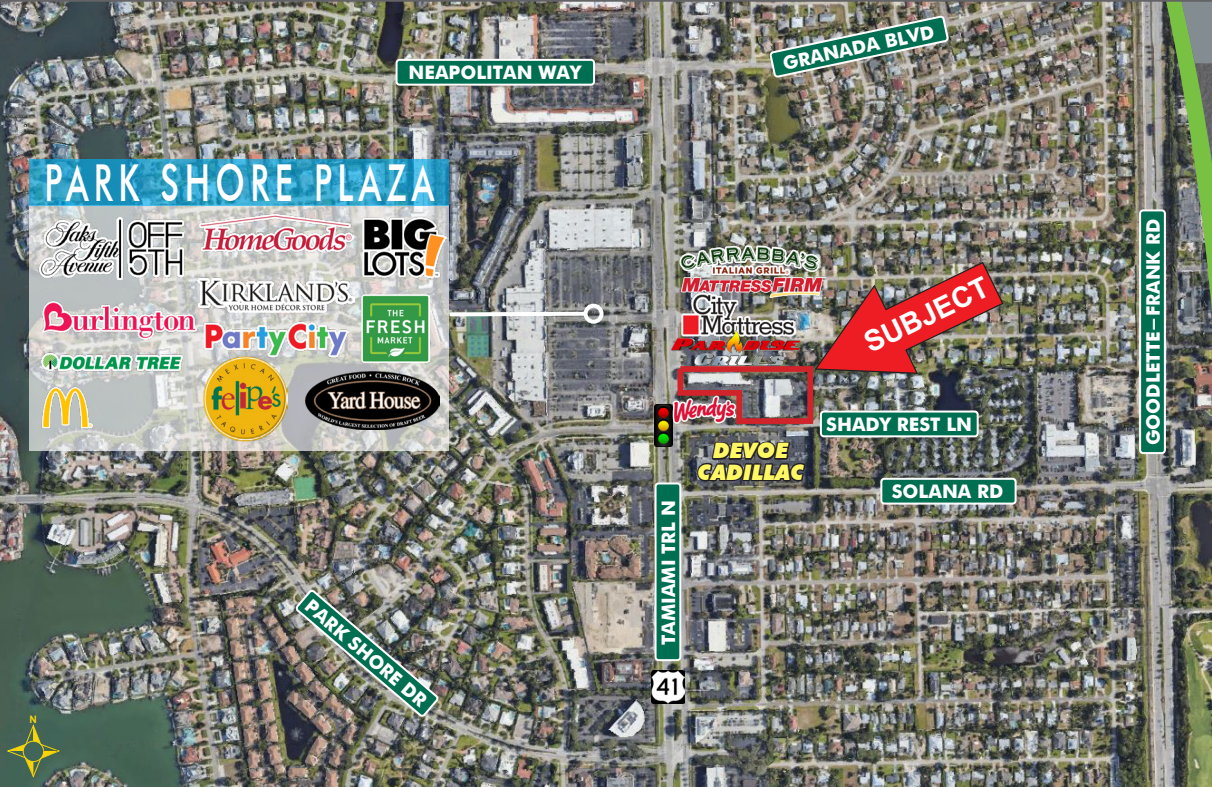 NEAPOLITAN WAY
GRANADA BLVD
PARK SHORE PLAZA
Saks
fifth
Avenue
OFF
5TH
HomeGoods®
BIG
LOTS!
KIRKLAND'S
YOUR HOME DÉCOR STORE
Burlington
Party City
THE
FRESH
MARKET
DOLLAR TREE
M
MEXICAN
felipe's
TAQUERIA
GREAT FOOD • CLASSIC ROCK
Yard House
WORLD'S LARGEST SELECTION OF DRAFT BEER
CARRABBA'S
ITALIAN GRILL
MATTRESSFIRM
City
Mattress
PARADISE
GRILL
SUBJECT
Wendy's
SHADY REST LN
DEVOE
CADILLAC
SOLANA RD
GOODLETTE–FRANK RD
TAMIAMI TRL N
PARK SHORE DR
41
N